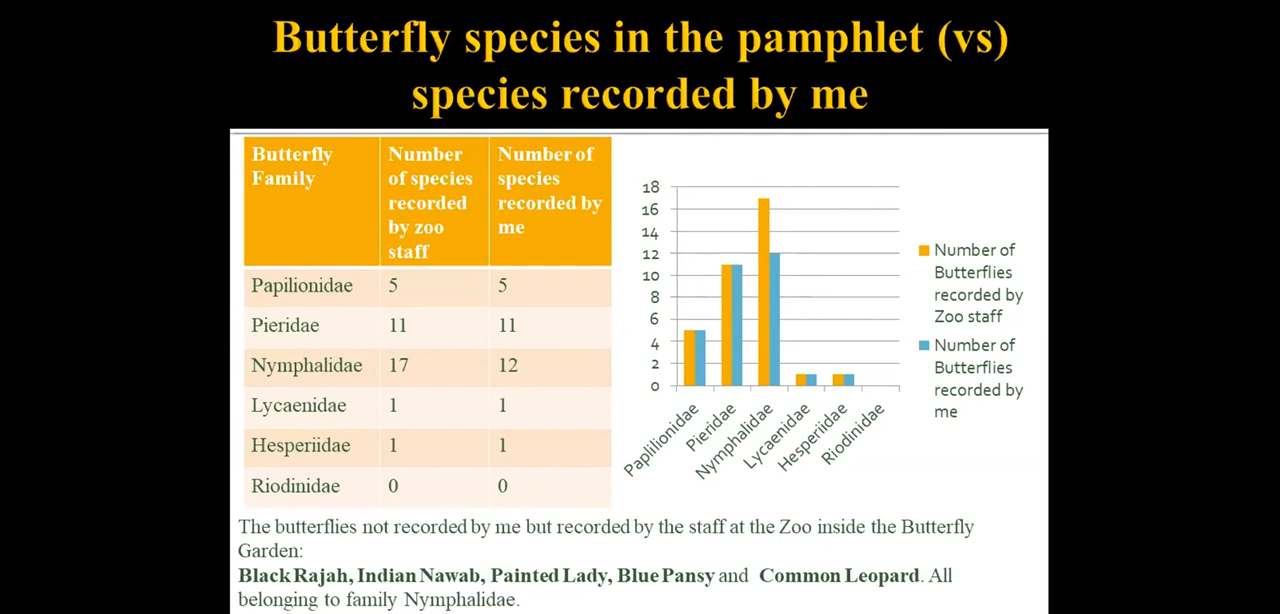 Butterfly species in the pamphlet (vs)
species recorded by me
Butterfly
Family
Number
of species
recorded
by zoo
staff
Number of
species
recorded by
me
Papilionidae 5 5
Pieridae 11 11
Nymphalidae 17 12
Lycaenidae 1 1
Hesperiidae 1 1
Riodinidae 0 0
18
16
14
12
10
8
6
4
2
0
Paplilionidae
Pieridae
Nymphalidae
Lycaenidae
Hesperiidae
Riodinidae
Number of
Butterflies
recorded by
Zoo staff
Number of
Butterflies
recorded by
me
The butterflies not recorded by me but recorded by the staff at the Zoo inside the Butterfly
Garden:
Black Rajah, Indian Nawab, Painted Lady, Blue Pansy and Common Leopard. All
belonging to family Nymphalidae.